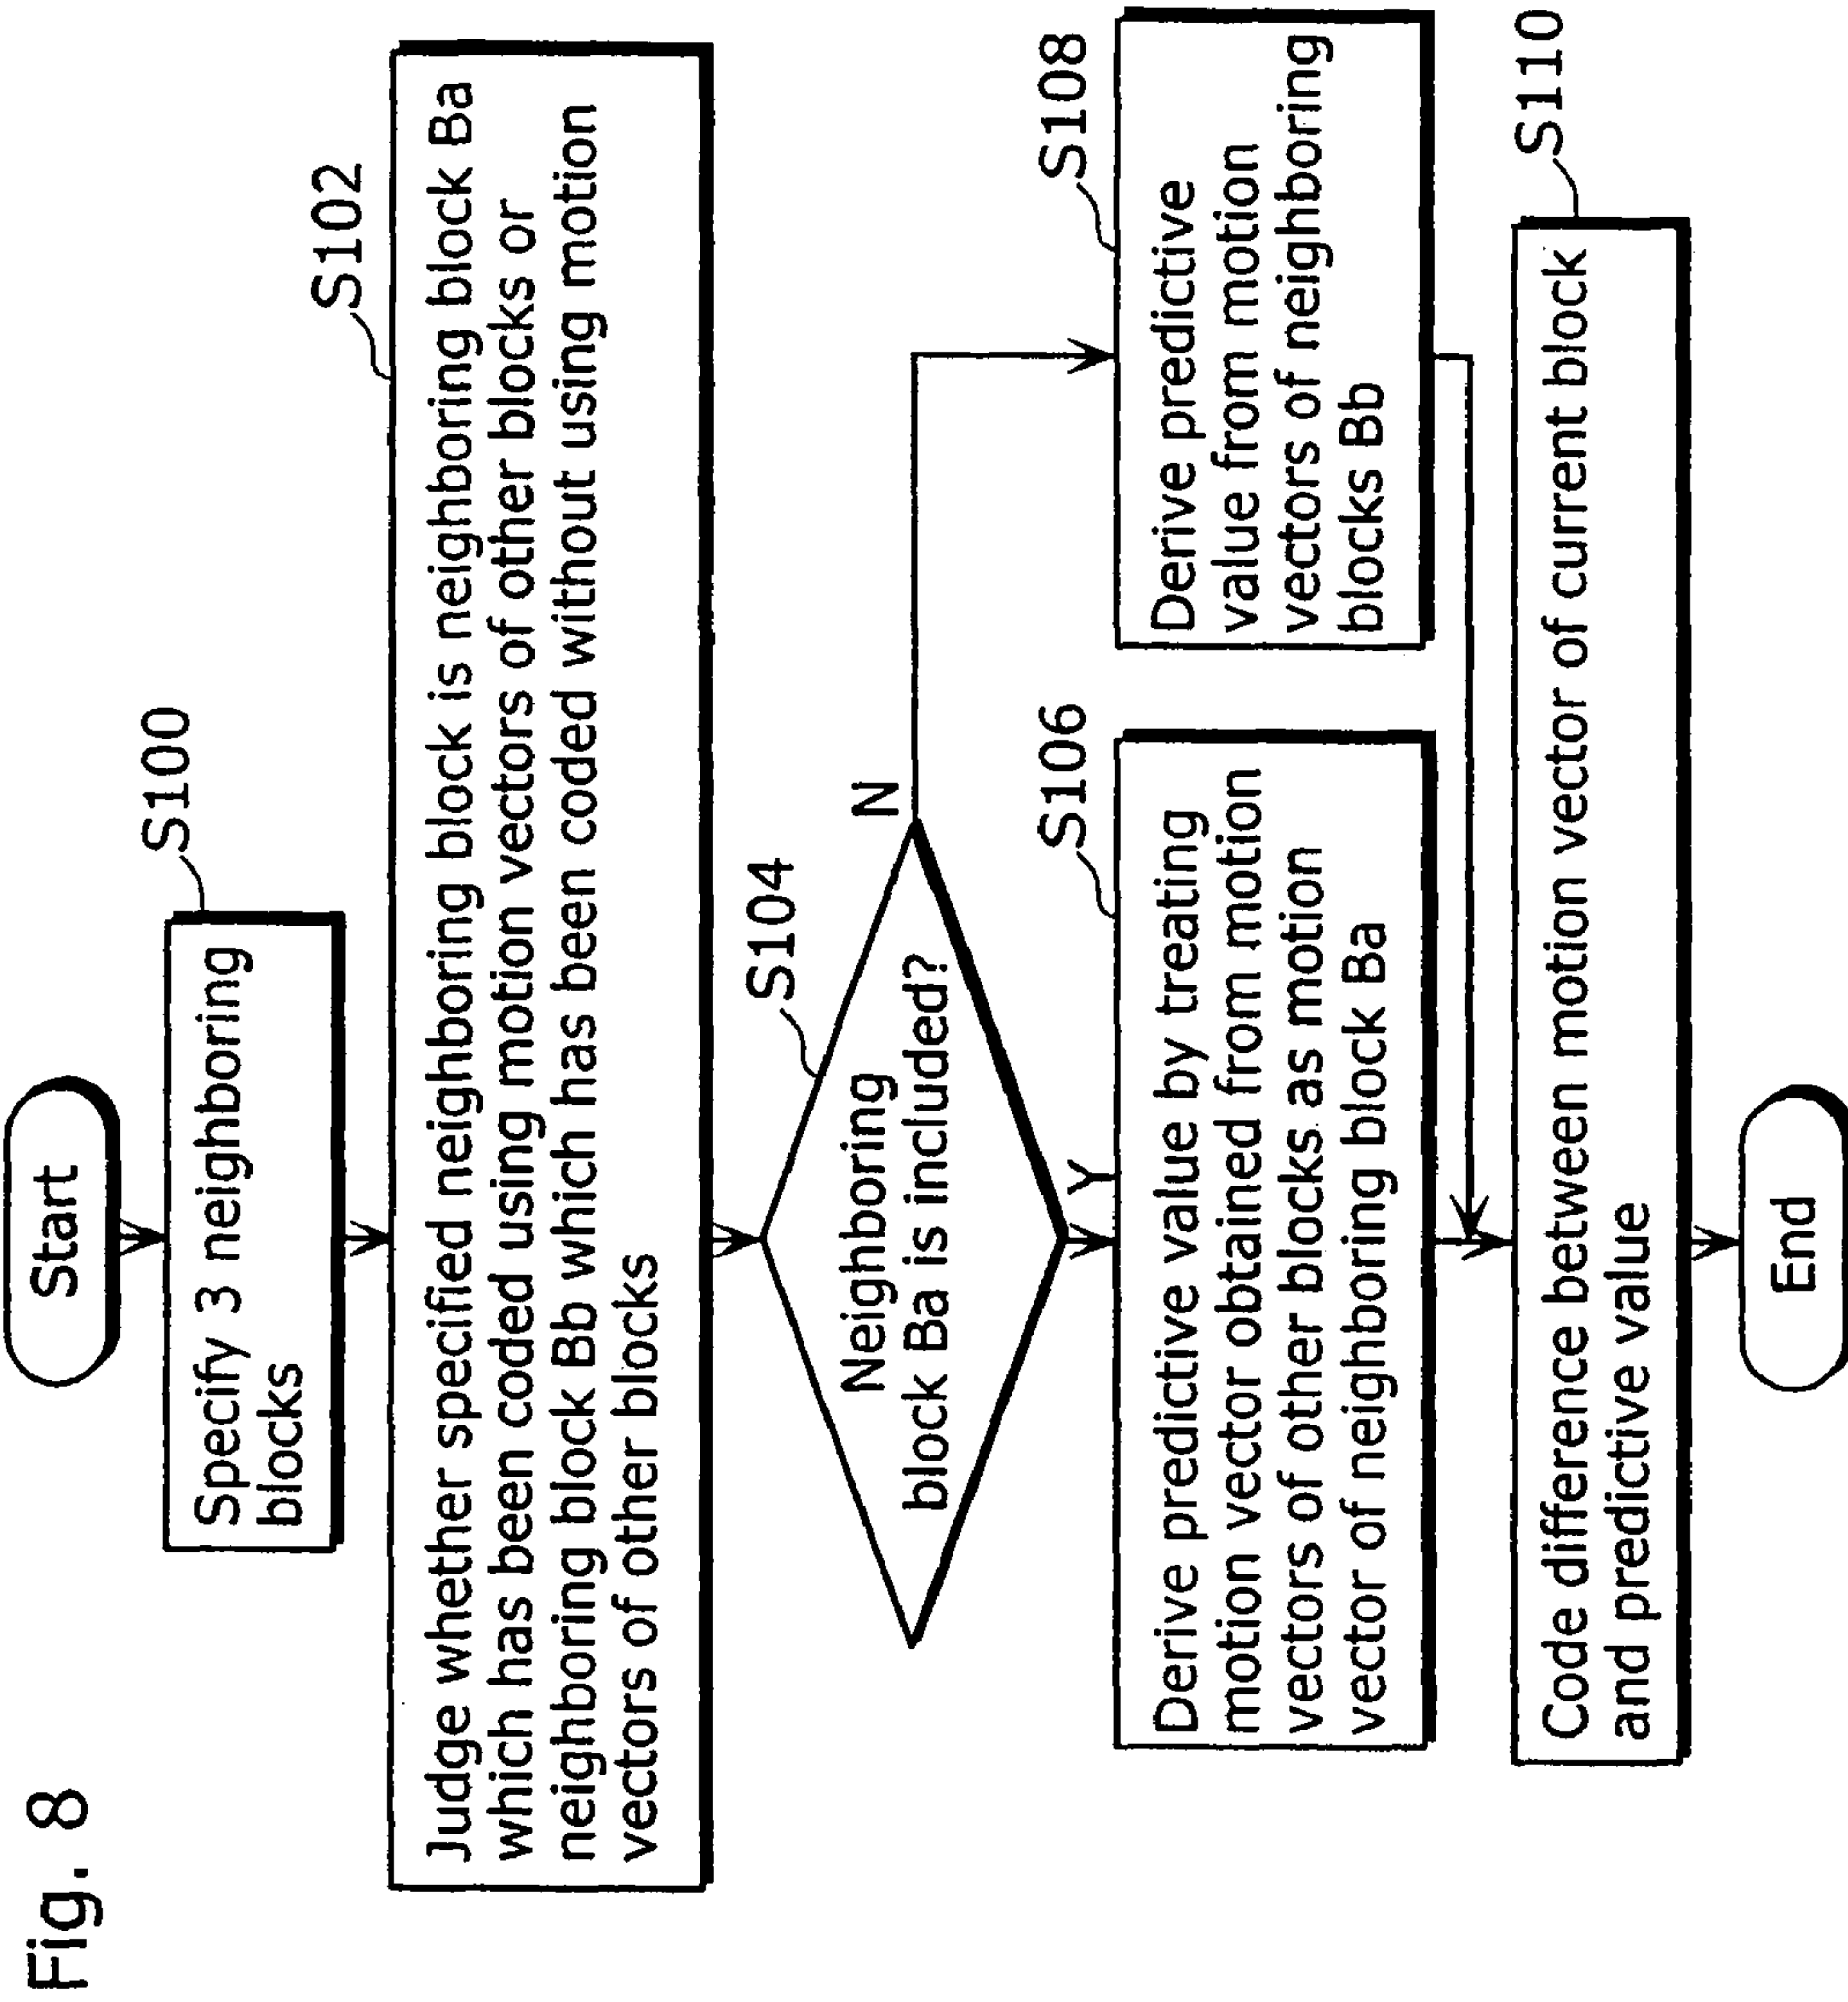 Fig. 8
Start
S100
Specify 3 neighboring
blocks
S102
Judge whether specified neighboring block is neighboring block Ba
which has been coded using motion vectors of other blocks or
neighboring block Bb which has been coded without using motion
vectors of other blocks
S104
Neighboring
block Ba is included?
N
Y
S106
Derive predictive value by treating
motion vector obtained from motion
vectors of other blocks as motion
vector of neighboring block Ba
S108
Derive predictive
value from motion
vectors of neighboring
blocks Bb
S110
Code difference between motion vector of current block
and predictive value
End